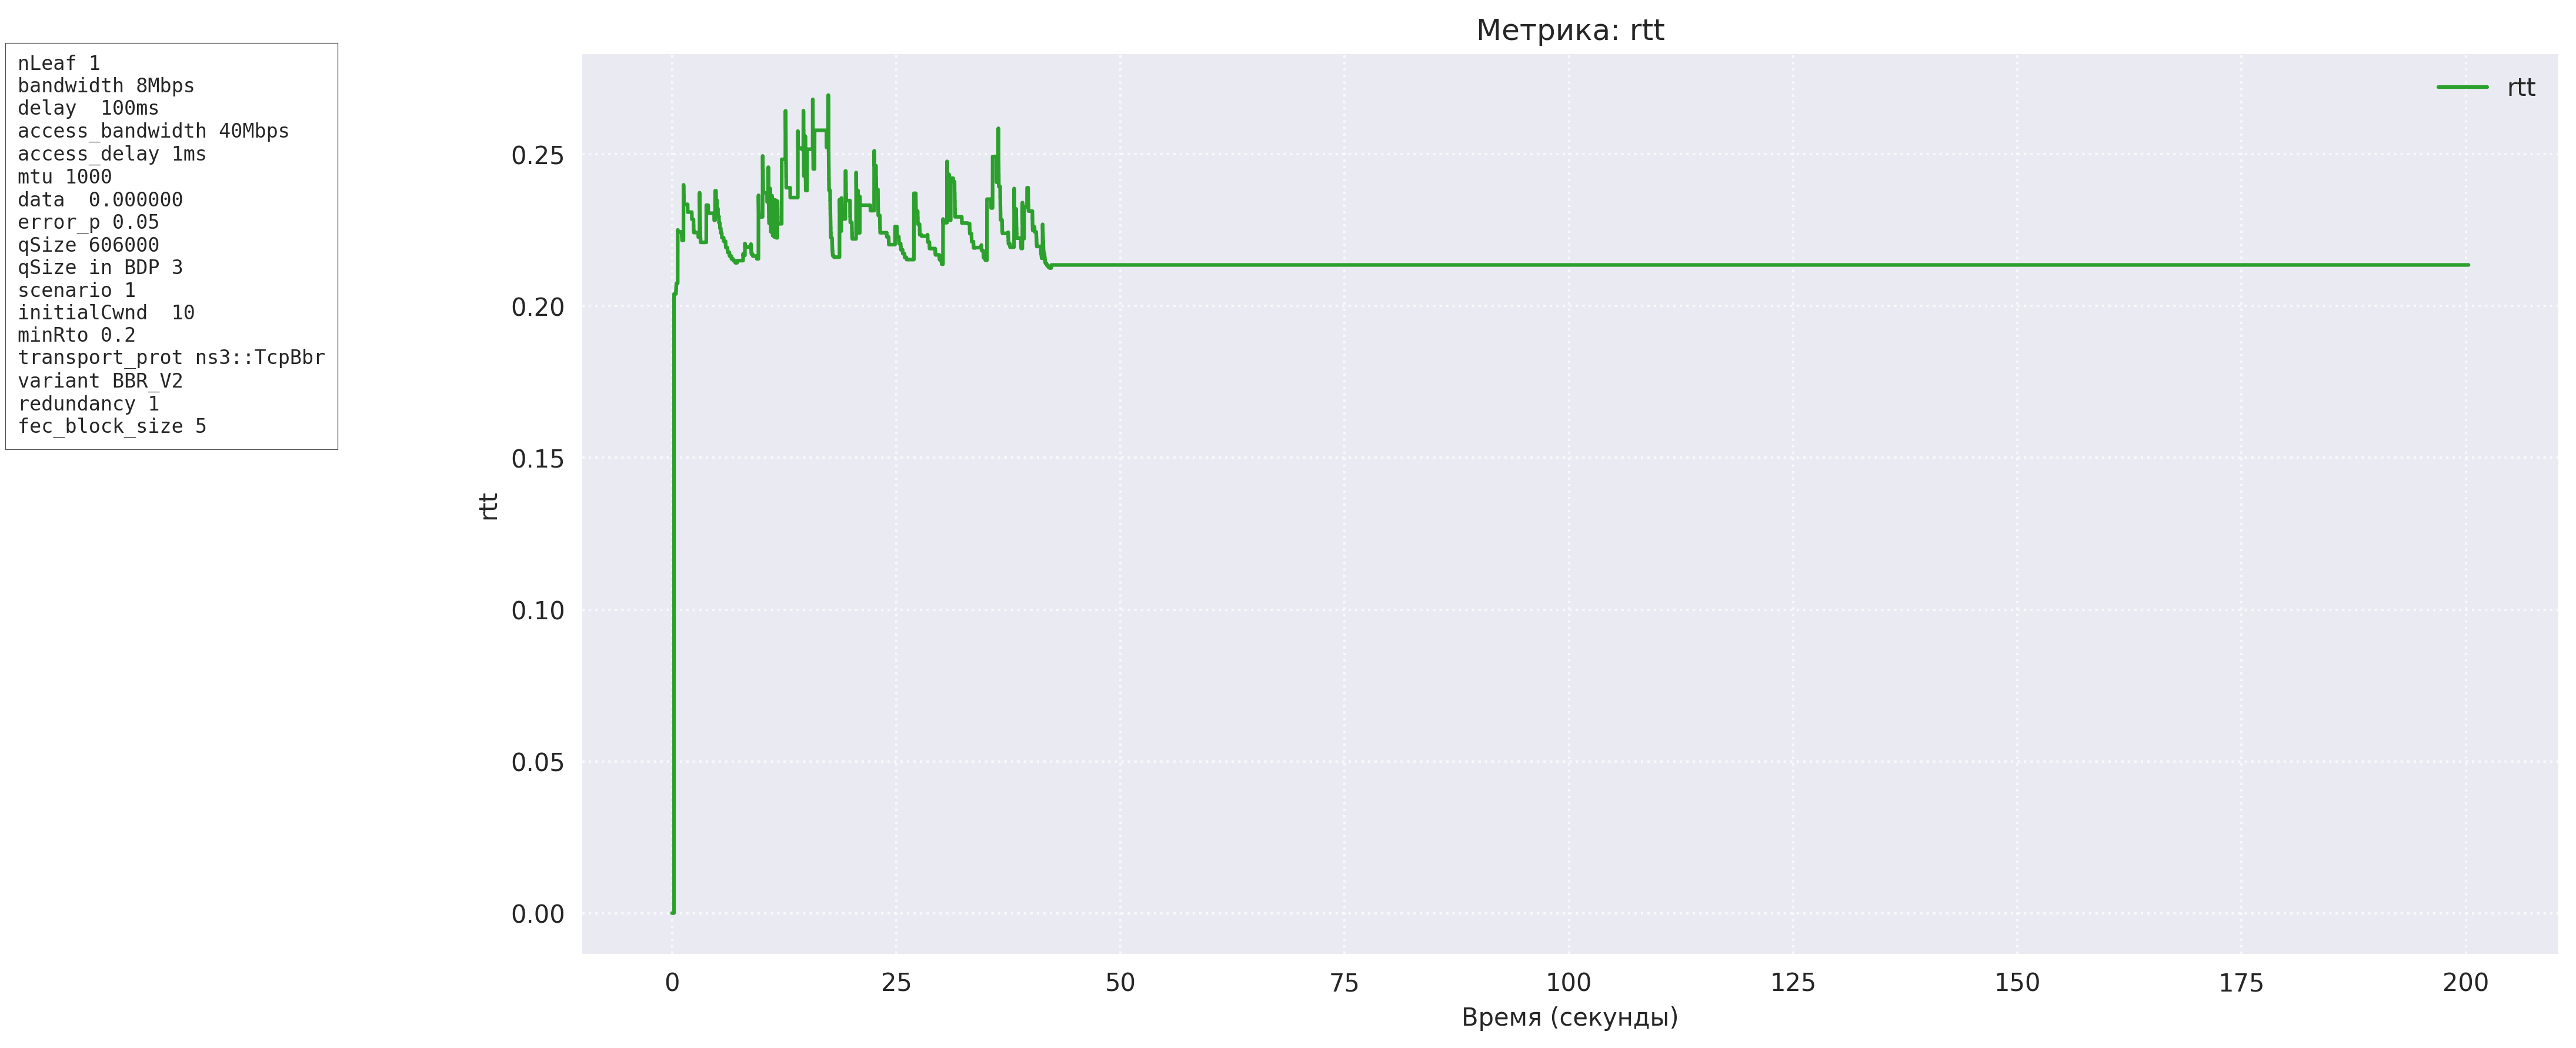 Метрика: rtt
nLeaf 1
bandwidth 8Mbps
delay  100ms
access_bandwidth 40Mbps
access_delay 1ms
mtu 1000
data  0.000000
error_p 0.05
qSize 606000
qSize in BDP 3
scenario 1
initialCwnd  10
minRto 0.2
transport_prot ns3::TcpBbr
variant BBR_V2
redundancy 1
fec_block_size 5
rtt
0.25
0.20
0.15
0.10
0.05
0.00
rtt
0 25 50 75 100 125 150 175 200
Время (секунды)